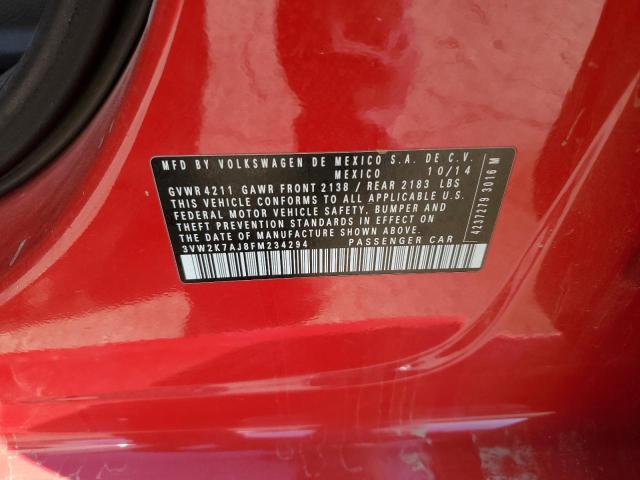 MFD BY VOLKSWAGEN DE MEXICO S.A. DE C.V.
MEXICO 10/14
GVWR 4211 GAWR FRONT 2138 / REAR 2183 LBS
THIS VEHICLE CONFORMS TO ALL APPLICABLE U.S.
FEDERAL MOTOR VEHICLE SAFETY, BUMPER AND
THEFT PREVENTION STANDARDS IN EFFECT ON
THE DATE OF MANUFACTURE SHOWN ABOVE.
3VW2K7AJ8FM234294 PASSENGER CAR
4237279 3016 M